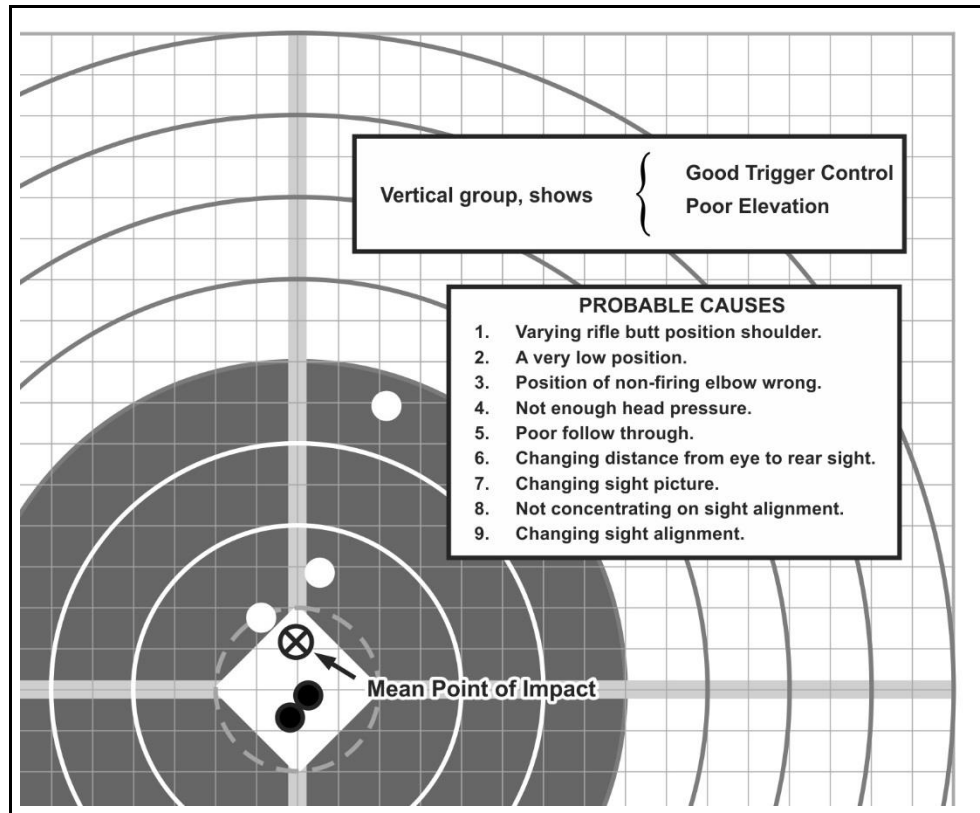 Vertical group, shows
Good Trigger Control
Poor Elevation
PROBABLE CAUSES
1. Varying rifle butt position shoulder.
2. A very low position.
3. Position of non-firing elbow wrong.
4. Not enough head pressure.
5. Poor follow through.
6. Changing distance from eye to rear sight.
7. Changing sight picture.
8. Not concentrating on sight alignment.
9. Changing sight alignment.
Mean Point of Impact